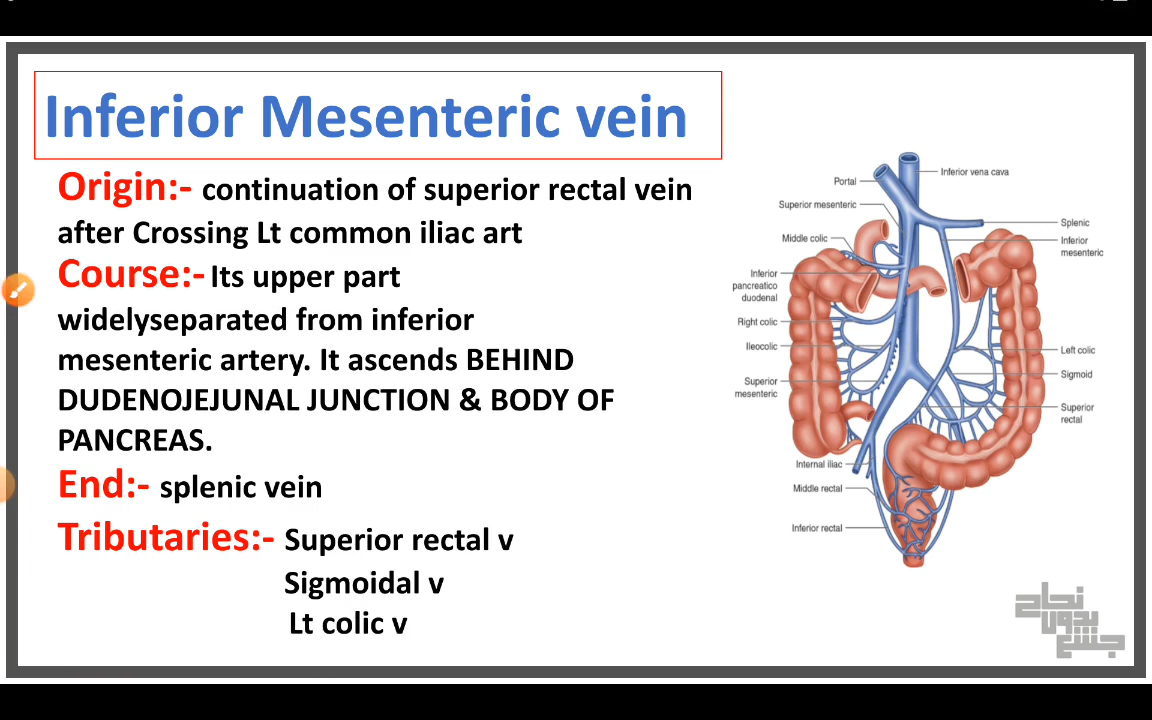 Inferior Mesenteric vein
Origin:- continuation of superior rectal vein
after Crossing Lt common iliac art
Course:- Its upper part
widelyseparated from inferior
mesenteric artery. It ascends BEHIND
DUDENOJEJUNAL JUNCTION & BODY OF
PANCREAS.
End:- splenic vein
Tributaries:- Superior rectal v
Sigmoidal v
Lt colic v
Portal
Superior mesenteric
Middle colic
Inferior
pancreatico
duodenal
Right colic
Ileocolic
Superior
mesenteric
Internal iliac
Middle rectal
Inferior rectal
Inferior vena cava
Splenic
Inferior
mesenteric
Left colic
Sigmoid
Superior
rectal
نجاح
بدون
جشع